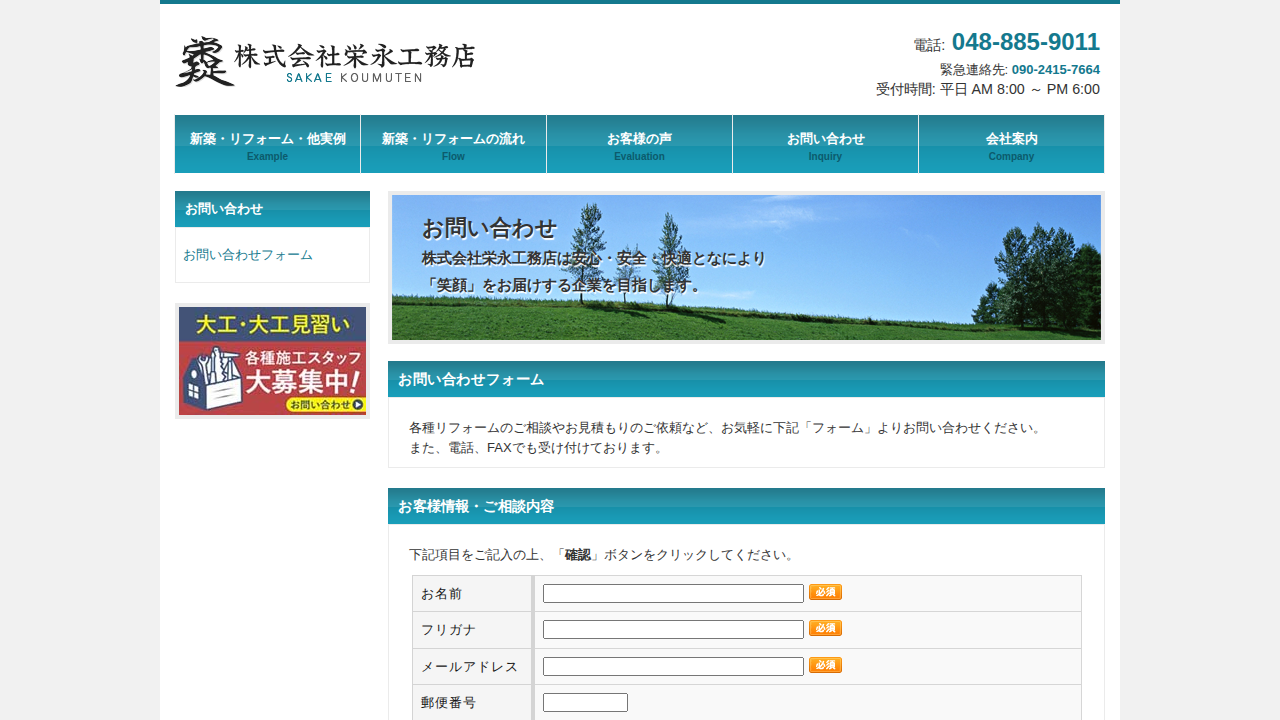 株式会社栄永工務店
SAKAE KOUMUTEN
電話: 048-885-9011
緊急連絡先: 090-2415-7664
受付時間: 平日 AM 8:00 ～ PM 6:00
新築・リフォーム・他実例
Example
新築・リフォームの流れ
Flow
お客様の声
Evaluation
お問い合わせ
Inquiry
会社案内
Company
お問い合わせ
お問い合わせフォーム
大工・大工見習い
各種施工スタッフ
大募集中!
お問い合わせ
お問い合わせ
株式会社栄永工務店は安心・安全・快適となにより
「笑顔」をお届けする企業を目指します。
お問い合わせフォーム
各種リフォームのご相談やお見積もりのご依頼など、お気軽に下記「フォーム」よりお問い合わせください。
また、電話、FAXでも受け付けております。
お客様情報・ご相談内容
下記項目をご記入の上、「確認」ボタンをクリックしてください。
お名前 必須
フリガナ 必須
メールアドレス 必須
郵便番号